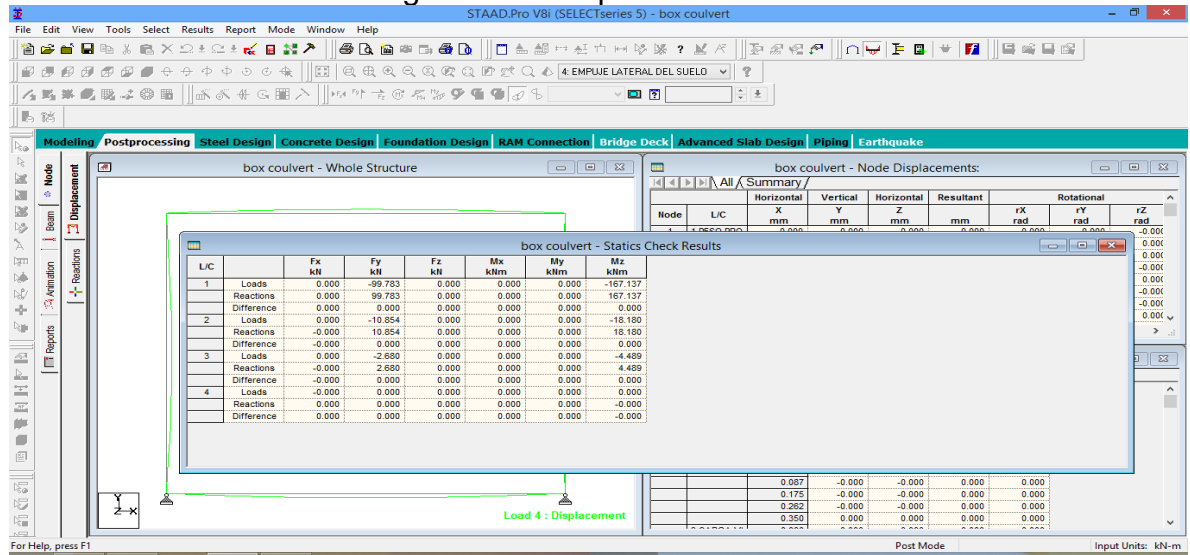 STAAD.Pro V8i (SELECTseries 5) - box coulvert
File Edit View Tools Select Results Report Mode Window Help
4: EMPUJE LATERAL DEL SUELO
Modeling Postprocessing Steel Design Concrete Design Foundation Design RAM Connection Bridge Deck Advanced Slab Design Piping Earthquake
Node
Beam
Animation
Reports
Displacement
Reactions
box coulvert - Whole Structure
box coulvert - Node Displacements:
All Summary
Horizontal Vertical Horizontal Resultant Rotational
Node L/C X mm Y mm Z mm mm rX rad rY rad rZ rad
box coulvert - Statics Check Results
L/C Fx kN Fy kN Fz kN Mx kNm My kNm Mz kNm
1 Loads 0.000 -99.783 0.000 0.000 0.000 -167.137
Reactions 0.000 99.783 0.000 0.000 0.000 167.137
Difference 0.000 0.000 0.000 0.000 0.000 0.000
2 Loads 0.000 -10.854 0.000 0.000 0.000 -18.180
Reactions -0.000 10.854 0.000 0.000 0.000 18.180
Difference -0.000 0.000 0.000 0.000 0.000 0.000
3 Loads 0.000 -2.680 0.000 0.000 0.000 -4.489
Reactions -0.000 2.680 0.000 0.000 0.000 4.489
Difference -0.000 0.000 0.000 0.000 0.000 0.000
4 Loads -0.000 0.000 0.000 0.000 0.000 0.000
Reactions 0.000 0.000 0.000 0.000 0.000 -0.000
Difference 0.000 0.000 0.000 0.000 0.000 -0.000
0.087 -0.000 -0.000 0.000 0.000
0.175 -0.000 -0.000 0.000 0.000
0.262 -0.000 -0.000 0.000 0.000
0.350 0.000 0.000 0.000 0.000
Y
Z X
Load 4 : Displacement
For Help, press F1
Post Mode
Input Units: kN-m